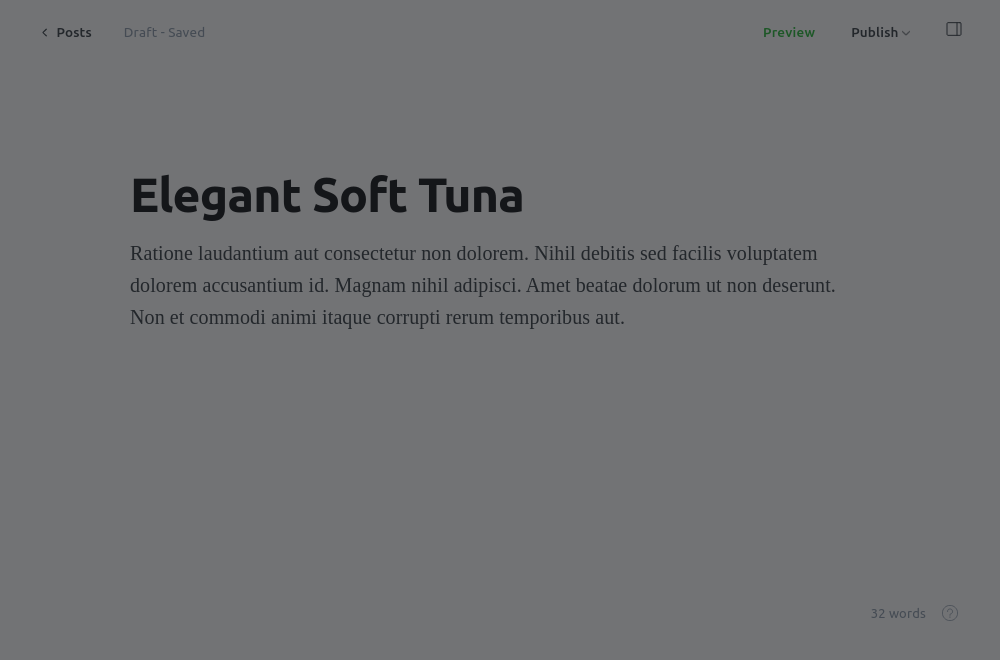 Posts
Draft - Saved
Preview
Publish
Elegant Soft Tuna
Ratione laudantium aut consectetur non dolorem. Nihil debitis sed facilis voluptatem
dolorem accusantium id. Magnam nihil adipisci. Amet beatae dolorum ut non deserunt.
Non et commodi animi itaque corrupti rerum temporibus aut.
32 words
?